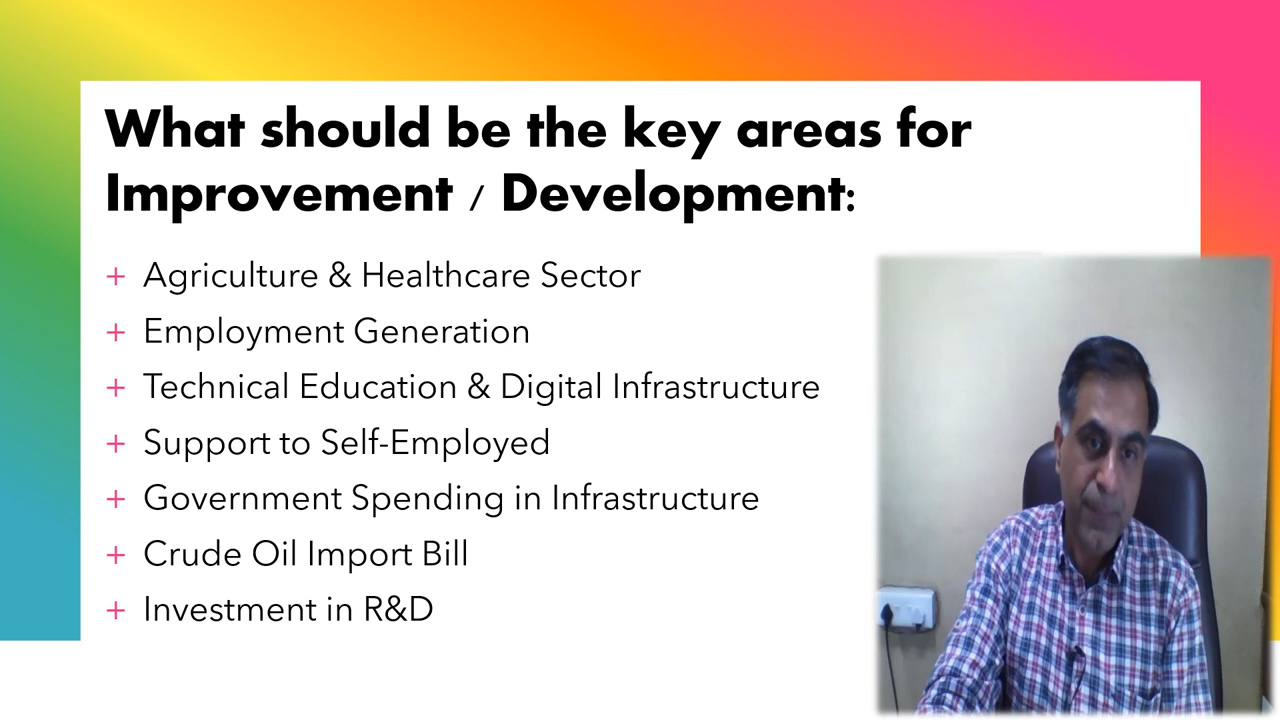 What should be the key areas for
Improvement / Development:
+ Agriculture & Healthcare Sector
+ Employment Generation
+ Technical Education & Digital Infrastructure
+ Support to Self-Employed
+ Government Spending in Infrastructure
+ Crude Oil Import Bill
+ Investment in R&D